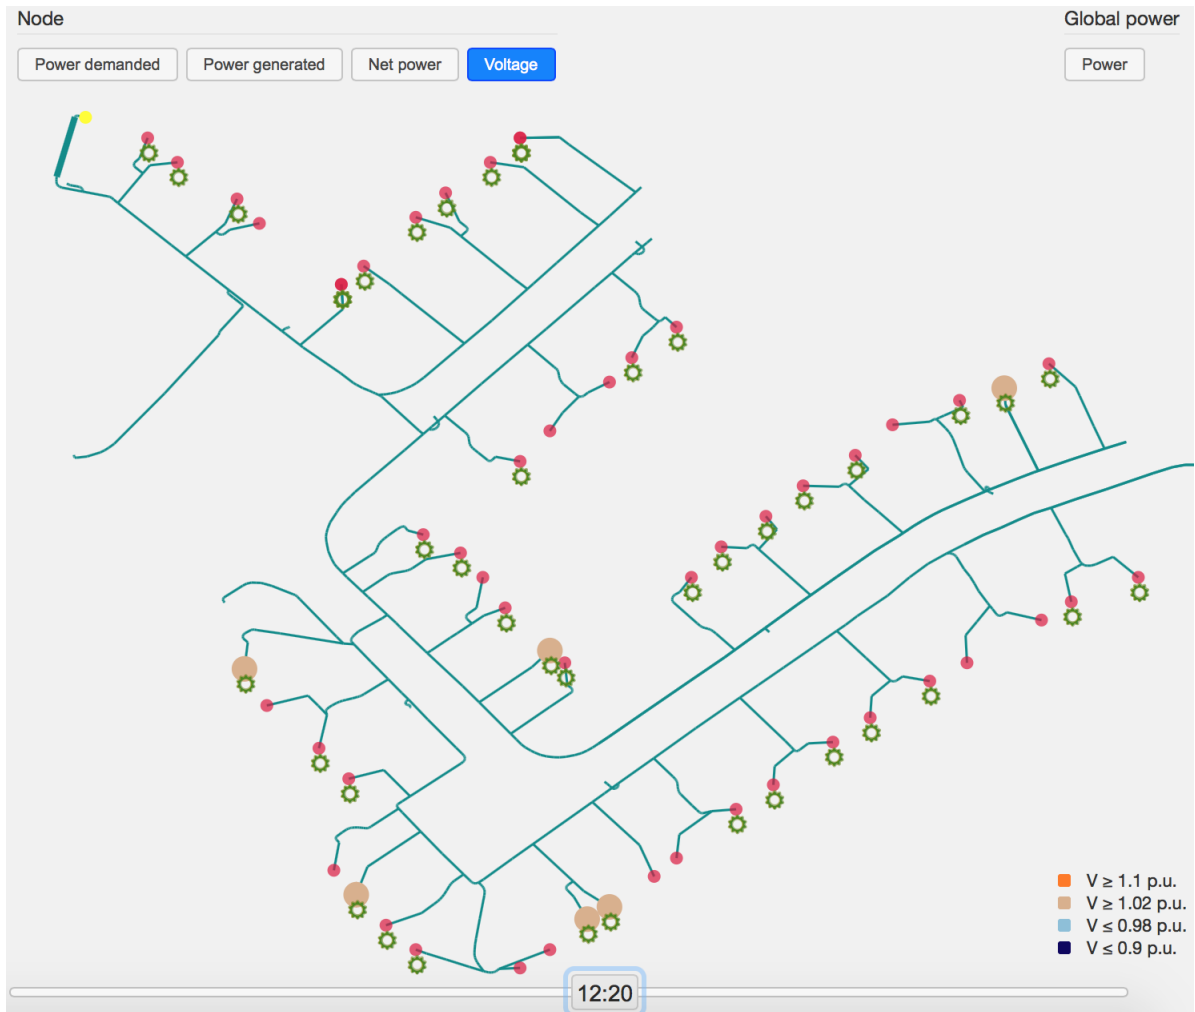 Node
Global power
Power demanded
Power generated
Net power
Voltage
Power
V ≥ 1.1 p.u.
V ≥ 1.02 p.u.
V ≤ 0.98 p.u.
V ≤ 0.9 p.u.
12:20